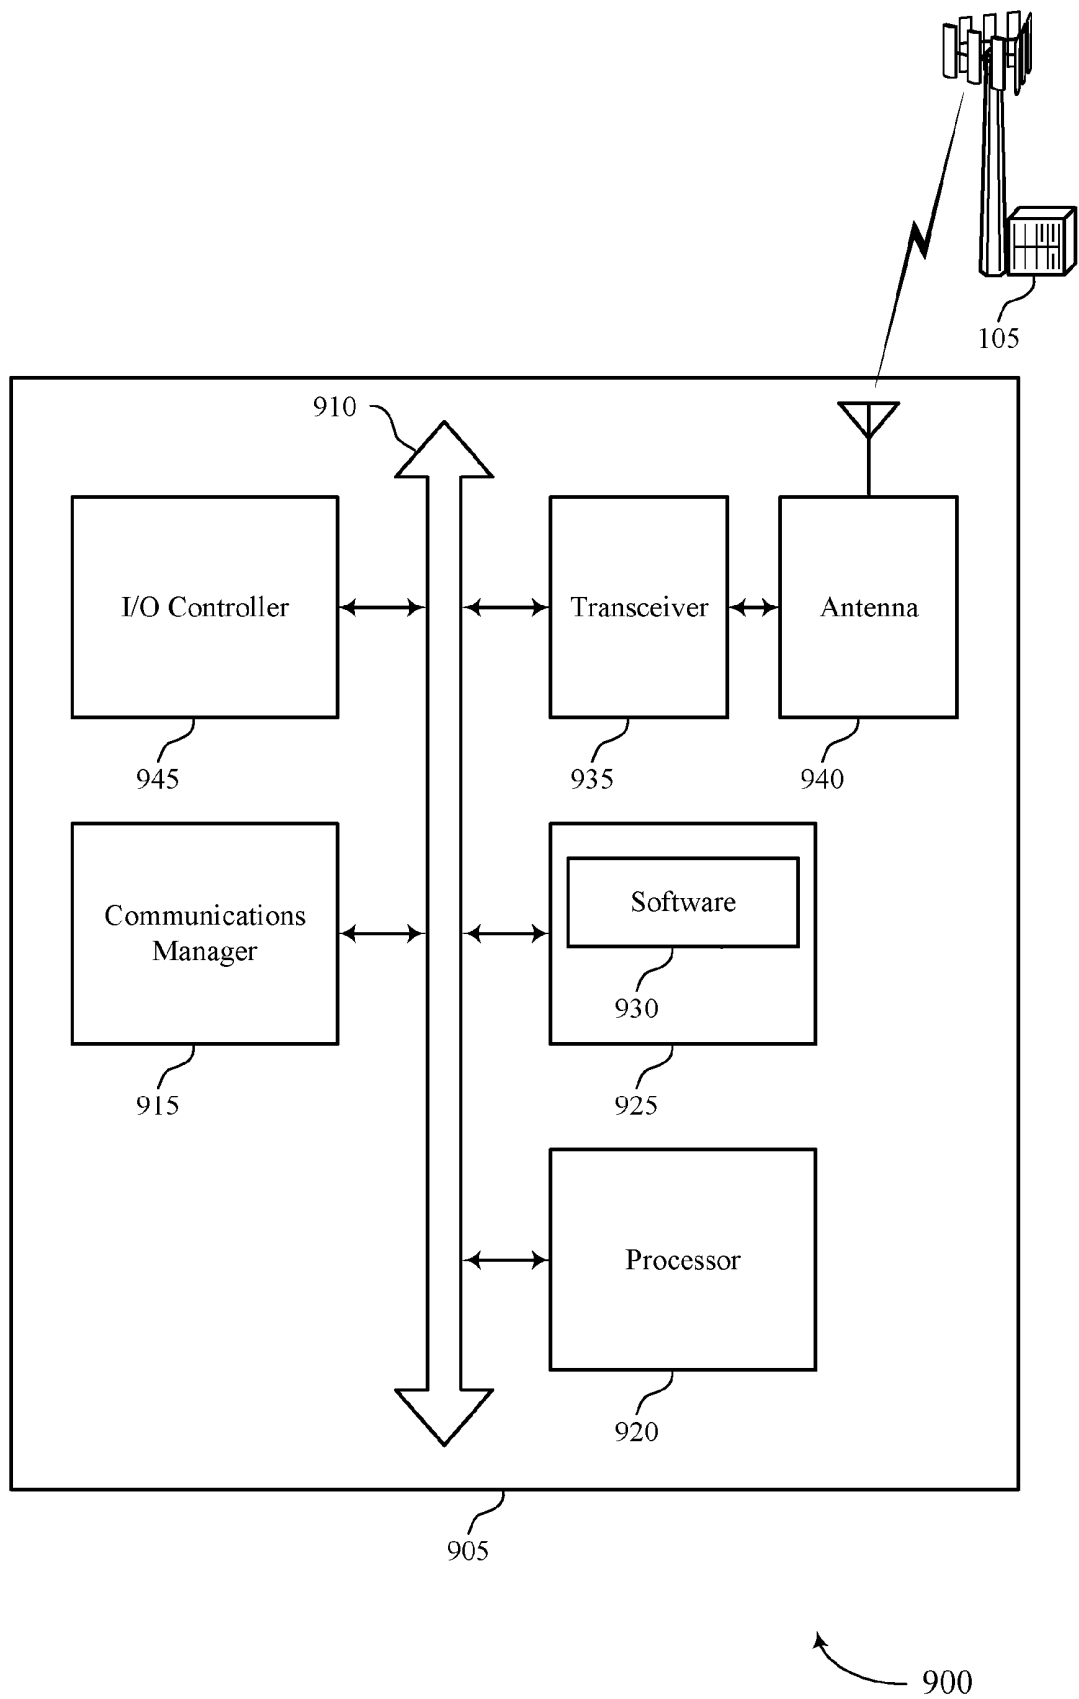 105
910
I/O Controller
Transceiver
Antenna
945
935
940
Communications
Manager
Software
930
915
925
Processor
920
905
900